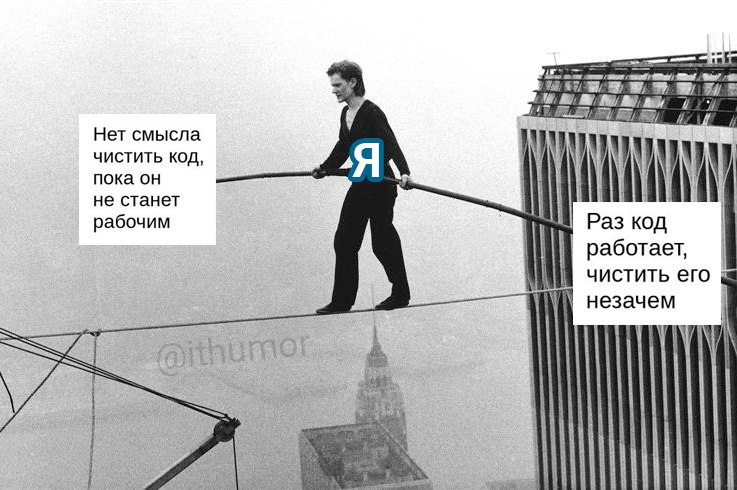 Нет смысла
чистить код,
пока он
не станет
рабочим
Я
Раз код
работает,
чистить его
незачем
@ithumor